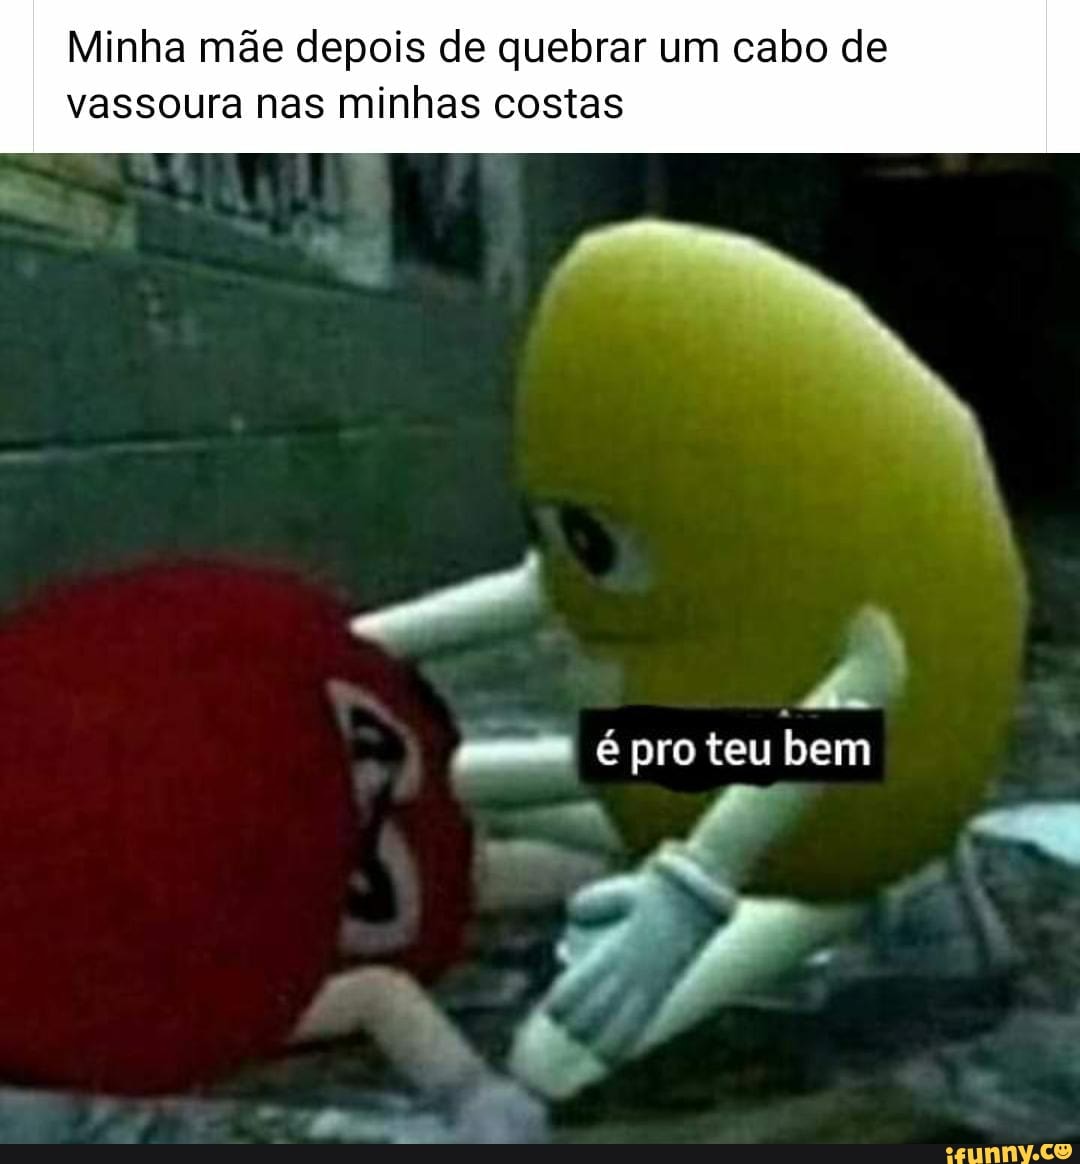 Minha mãe depois de quebrar um cabo de
vassoura nas minhas costas
é pro teu bem
ifunny.co